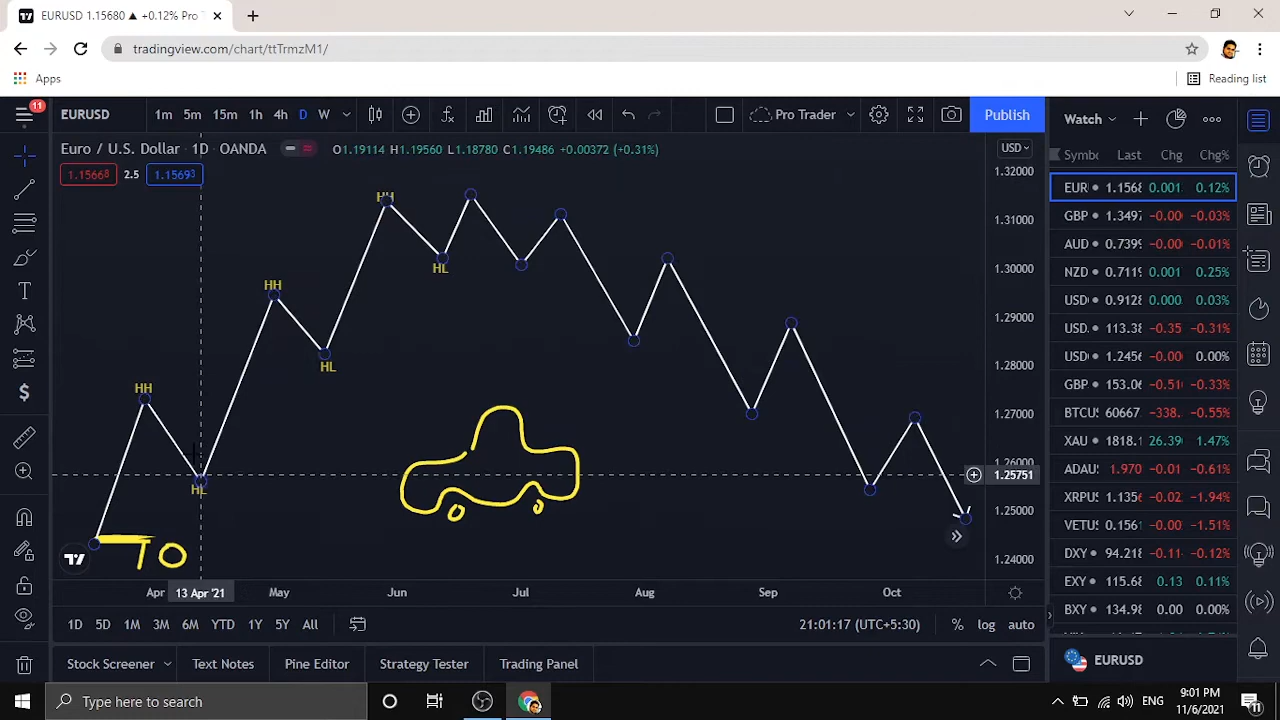 EURUSD 1.15680 ▲ +0.12% Pro T
tradingview.com/chart/ttTrmzM1/
Apps
Reading list
11
EURUSD 1m 5m 15m 1h 4h D W
Pro Trader
Publish
Watch
Euro / U.S. Dollar · 1D · OANDA
O1.19114 H1.19560 L1.18780 C1.19486 +0.00372 (+0.31%)
USD
1.15668 2.5 1.15693
Symbc Last Chg Chg%
EUR 1.1568 0.001 0.12%
GBP 1.3497 −0.00 −0.03%
AUD 0.7399 −0.00 −0.01%
NZD 0.7119 0.001 0.25%
USD 0.9128 0.000 0.03%
USD. 113.38 −0.35 −0.31%
USD 1.2456 −0.00 0.00%
GBP 153.06 −0.51 −0.33%
BTCUS 60667. −338. −0.55%
XAU 1818. 26.39 1.47%
ADAUS 1.970 −0.01 −0.61%
XRPUS 1.135 −0.02 −1.94%
VETUS 0.156 −0.00 −1.51%
DXY 94.218 −0.11 −0.12%
EXY 115.68 0.13 0.11%
BXY 134.98 0.00 0.00%
1.32000
1.31000
1.30000
1.29000
1.28000
1.27000
1.26000
1.25751
1.25000
1.24000
HH
HL
HH
HL
HH
HL
10
Apr 13 Apr '21 May Jun Jul Aug Sep Oct
1D 5D 1M 3M 6M YTD 1Y 5Y All
21:01:17 (UTC+5:30) % log auto
Stock Screener Text Notes Pine Editor Strategy Tester Trading Panel
EURUSD
Type here to search
ENG
9:01 PM
11/6/2021
11